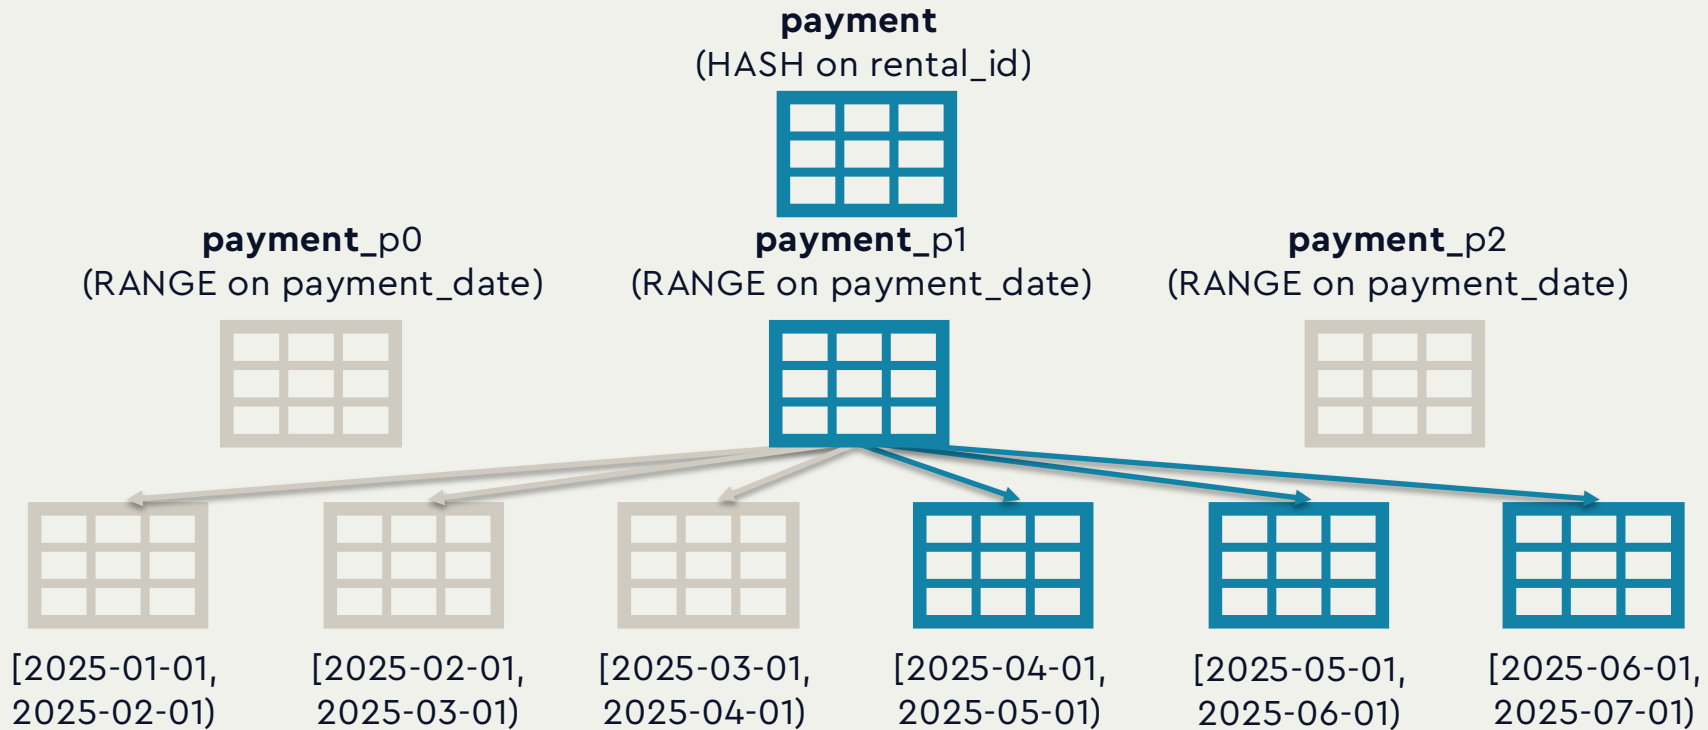 payment
(HASH on rental_id)
payment_p0
(RANGE on payment_date)
payment_p1
(RANGE on payment_date)
payment_p2
(RANGE on payment_date)
[2025-01-01,
2025-02-01)
[2025-02-01,
2025-03-01)
[2025-03-01,
2025-04-01)
[2025-04-01,
2025-05-01)
[2025-05-01,
2025-06-01)
[2025-06-01,
2025-07-01)